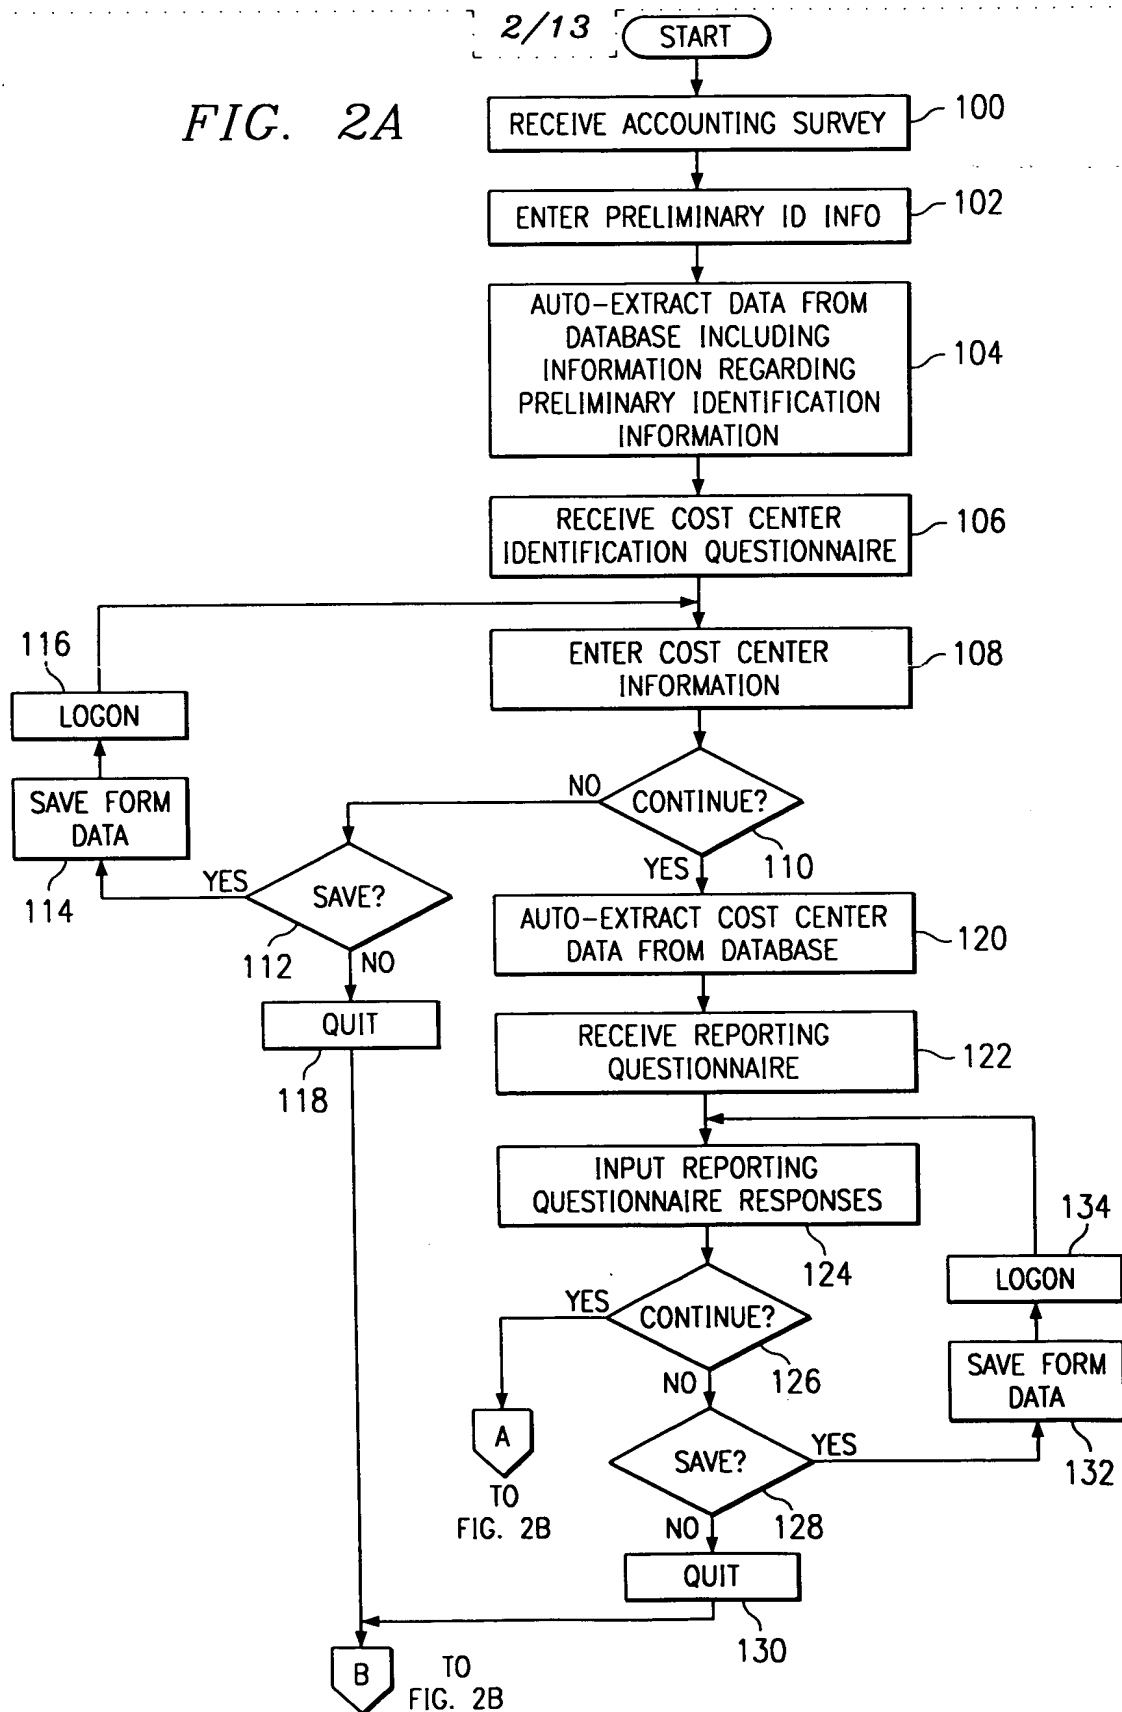 2/13
START
FIG. 2A
RECEIVE ACCOUNTING SURVEY
100
ENTER PRELIMINARY ID INFO
102
AUTO-EXTRACT DATA FROM
DATABASE INCLUDING
INFORMATION REGARDING
PRELIMINARY IDENTIFICATION
INFORMATION
104
RECEIVE COST CENTER
IDENTIFICATION QUESTIONNAIRE
106
ENTER COST CENTER
INFORMATION
108
116
LOGON
SAVE FORM
DATA
114
NO
CONTINUE?
110
YES
YES
SAVE?
112
NO
QUIT
118
AUTO-EXTRACT COST CENTER
DATA FROM DATABASE
120
RECEIVE REPORTING
QUESTIONNAIRE
122
INPUT REPORTING
QUESTIONNAIRE RESPONSES
124
134
LOGON
SAVE FORM
DATA
132
YES
CONTINUE?
126
NO
A
TO
FIG. 2B
SAVE?
YES
128
NO
QUIT
130
B
TO
FIG. 2B